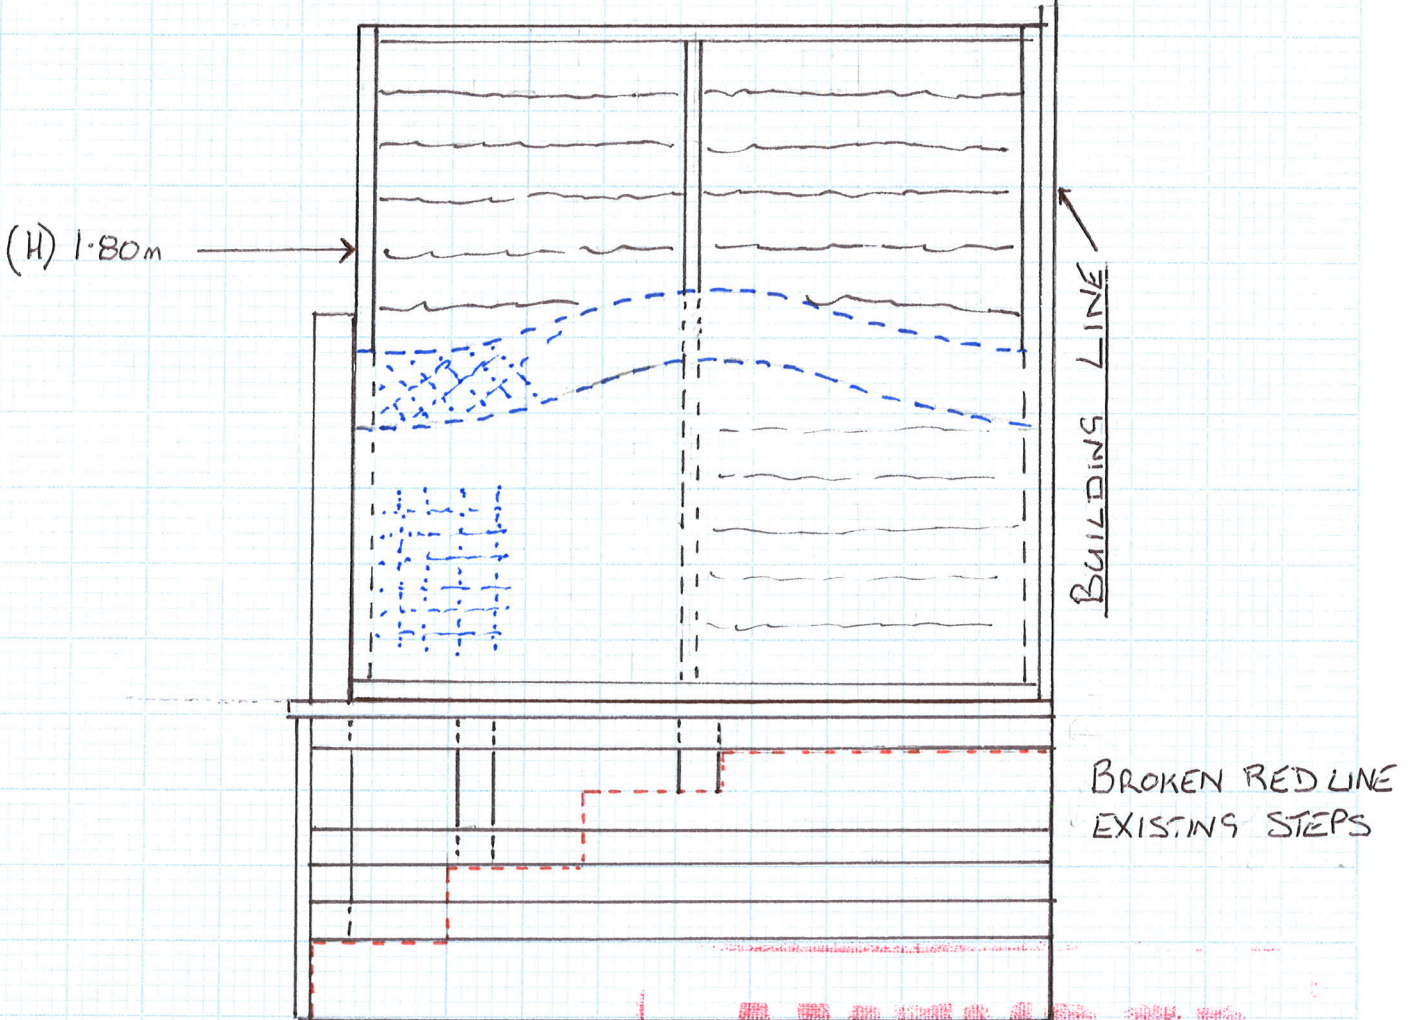 (H) 1.80m
BUILDING LINE
BROKEN RED LINE
EXISTING STEPS